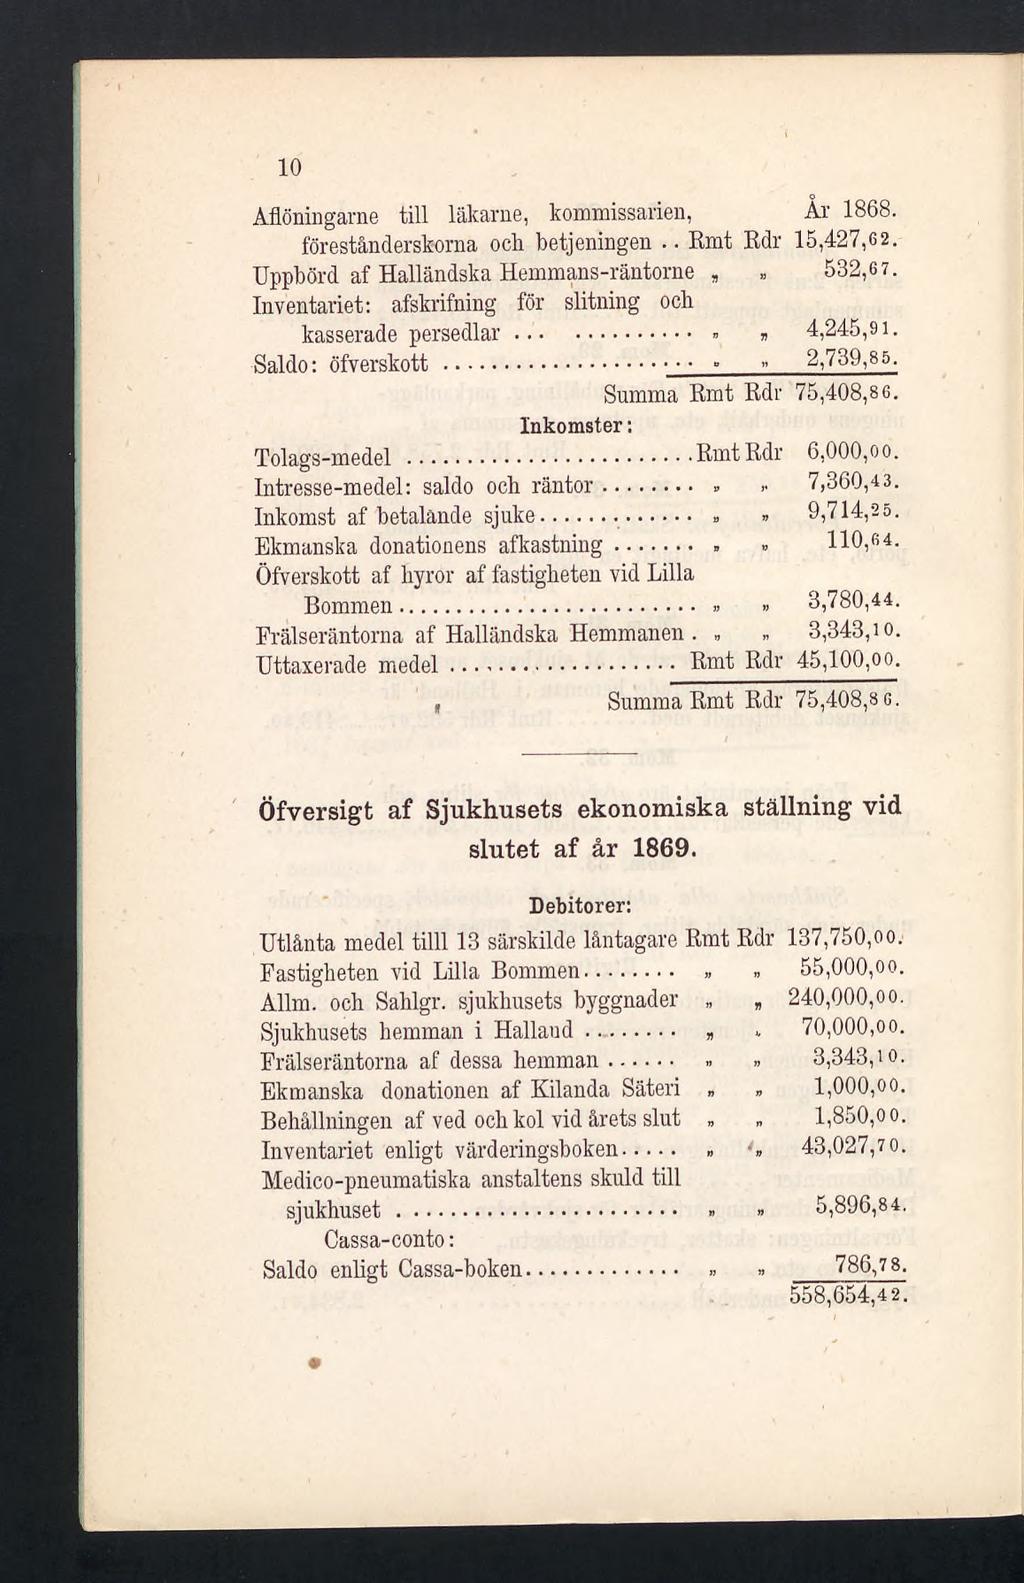 10
Aflöningarne till läkarne, kommissarien, År 1868.
föreståndersko­rna och betjeningen .. Rmt Rdr 15,427,62.
Uppbörd af Halländska Hemmans-räntorne „ „ 532,67.
Inventariet: afskrifning för slitning och
kasserade persedlar ... ............ „ „ 4,245,91.
Saldo: öfverskott ..................... „ „ 2,739,85.
Summa Rmt Rdr 75,408,86.
Inkomster:
Tolags-medel ........................ Rmt Rdr 6,000,00.
Intresse-medel: saldo och räntor ........ „ „ 7,360,43.
Inkomst af betalande sjuke.............. „ „ 9,714,25.
Ekmanska donationens afkastning ....... „ „ 110,64.
Öfverskott af hyror af fastigheten vid Lilla
Bommen.......................... „ „ 3,780,44.
Frälseräntorna af Halländska Hemmanen . „ „ 3,343,10.
Uttaxerade medel .................... Rmt Rdr 45,100,00.
Summa Rmt Rdr 75,408,86.
Öfversigt af Sjukhusets ekonomiska ställning vid
slutet af år 1869.
Debitorer:
Utlånta medel tilll 13 särskilde låntagare Rmt Rdr 137,750,00.
Fastigheten vid Lilla Bommen........ „ „ 55,000,00.
Allm. och Sahlgr. sjukhusets byggnader „ „ 240,000,00.
Sjukhusets hemman i Halland ........ „ „ 70,000,00.
Frälseräntorna af dessa hemman ...... „ „ 3,343,10.
Ekmanska donationen af Kilanda Säteri „ „ 1,000,00.
Behållningen af ved och kol vid årets slut „ „ 1,850,00.
Inventariet enligt värderingsboken..... „ „ 43,027,70.
Medico-pneumatiska anstaltens skuld till
sjukhuset ........................ „ „ 5,896,84.
Cassa-conto:
Saldo enligt Cassa-boken............. „ „ 786,78.
558,654,42.